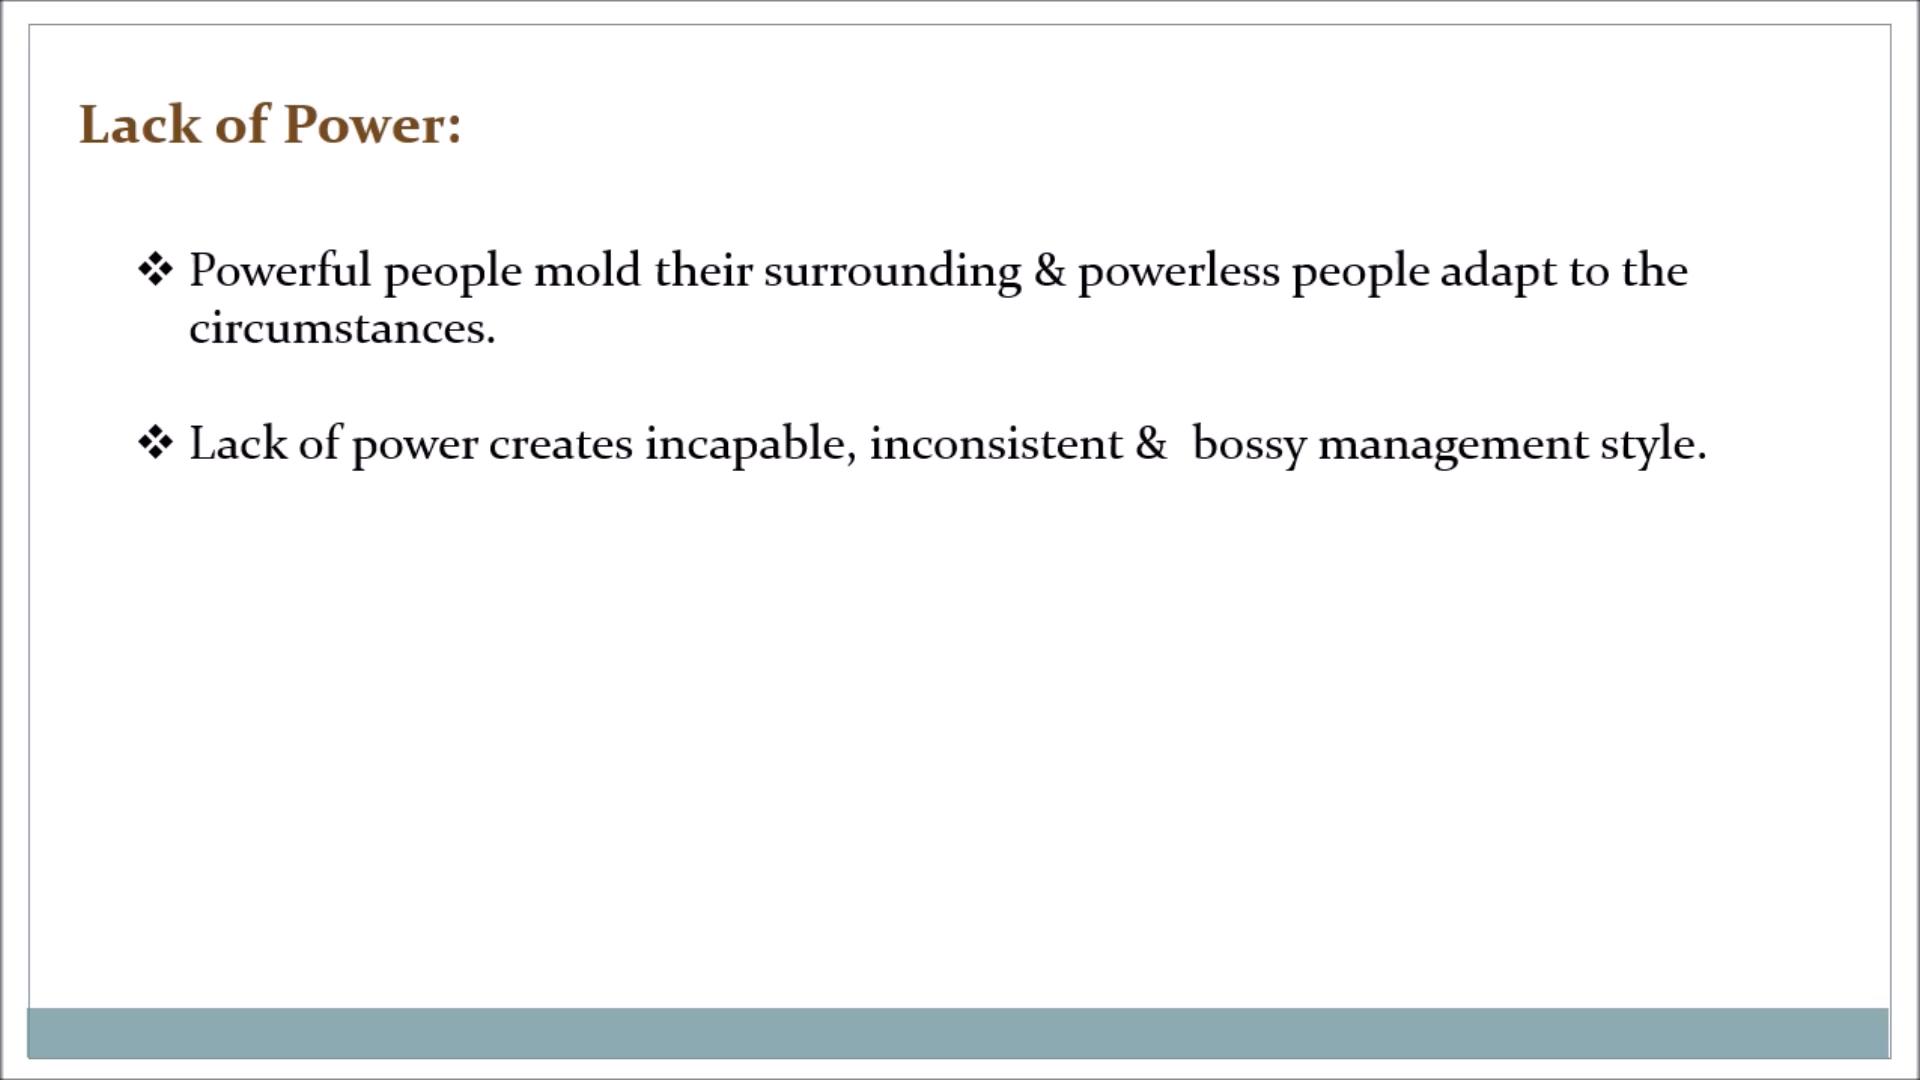 Lack of Power:
❖ Powerful people mold their surrounding & powerless people adapt to the
circumstances.
❖ Lack of power creates incapable, inconsistent &  bossy management style.